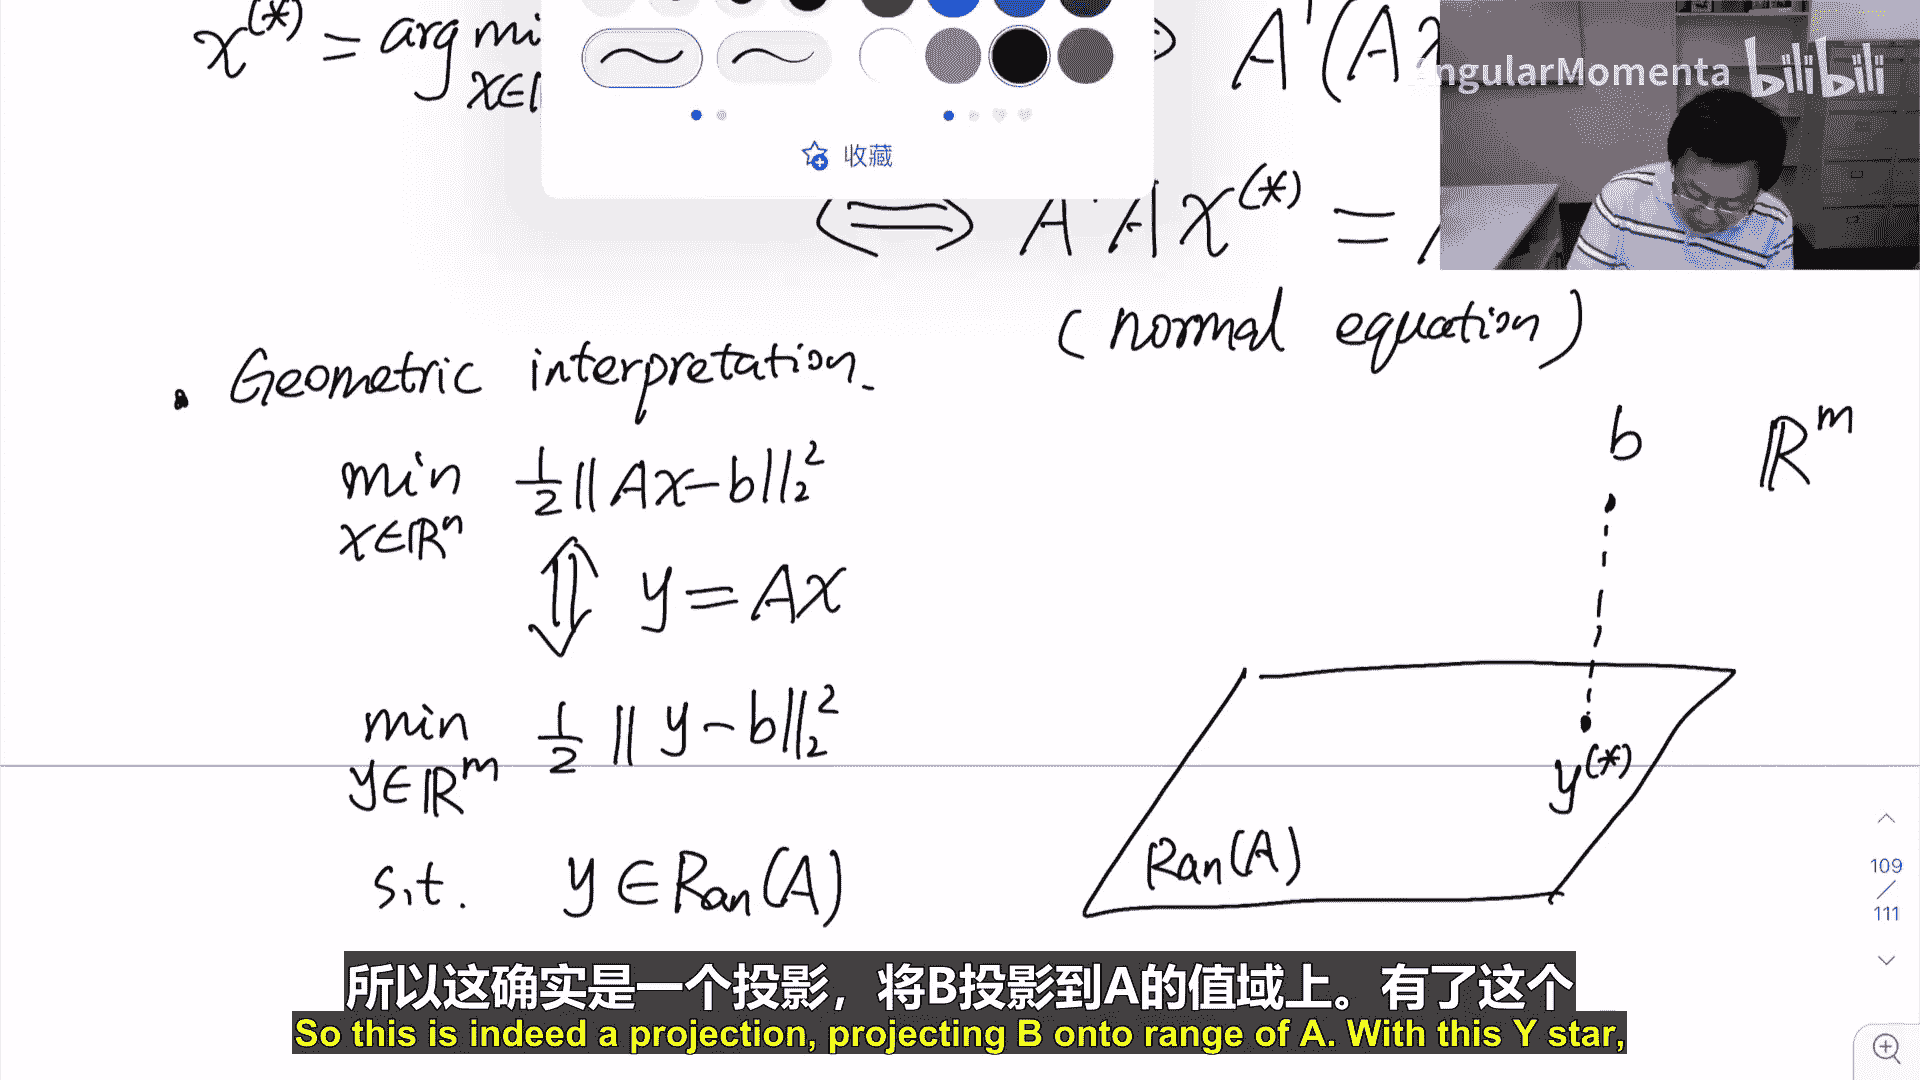 x^(*) = arg mi
x∈
A^T(Ax
ngularMomenta bilibili
收藏
⟺ A^T A x^(*) =
(normal equation)
• Geometric interpretation.
min 1/2 ‖Ax-b‖₂²
x∈ℝⁿ
⇕ y = Ax
min 1/2 ‖y-b‖₂²
y∈ℝᵐ
s.t. y∈Ran(A)
b ℝᵐ
y^(*)
Ran(A)
109
/
111
所以这确实是一个投影，将B投影到A的值域上。有了这个
So this is indeed a projection, projecting B onto range of A. With this Y star,